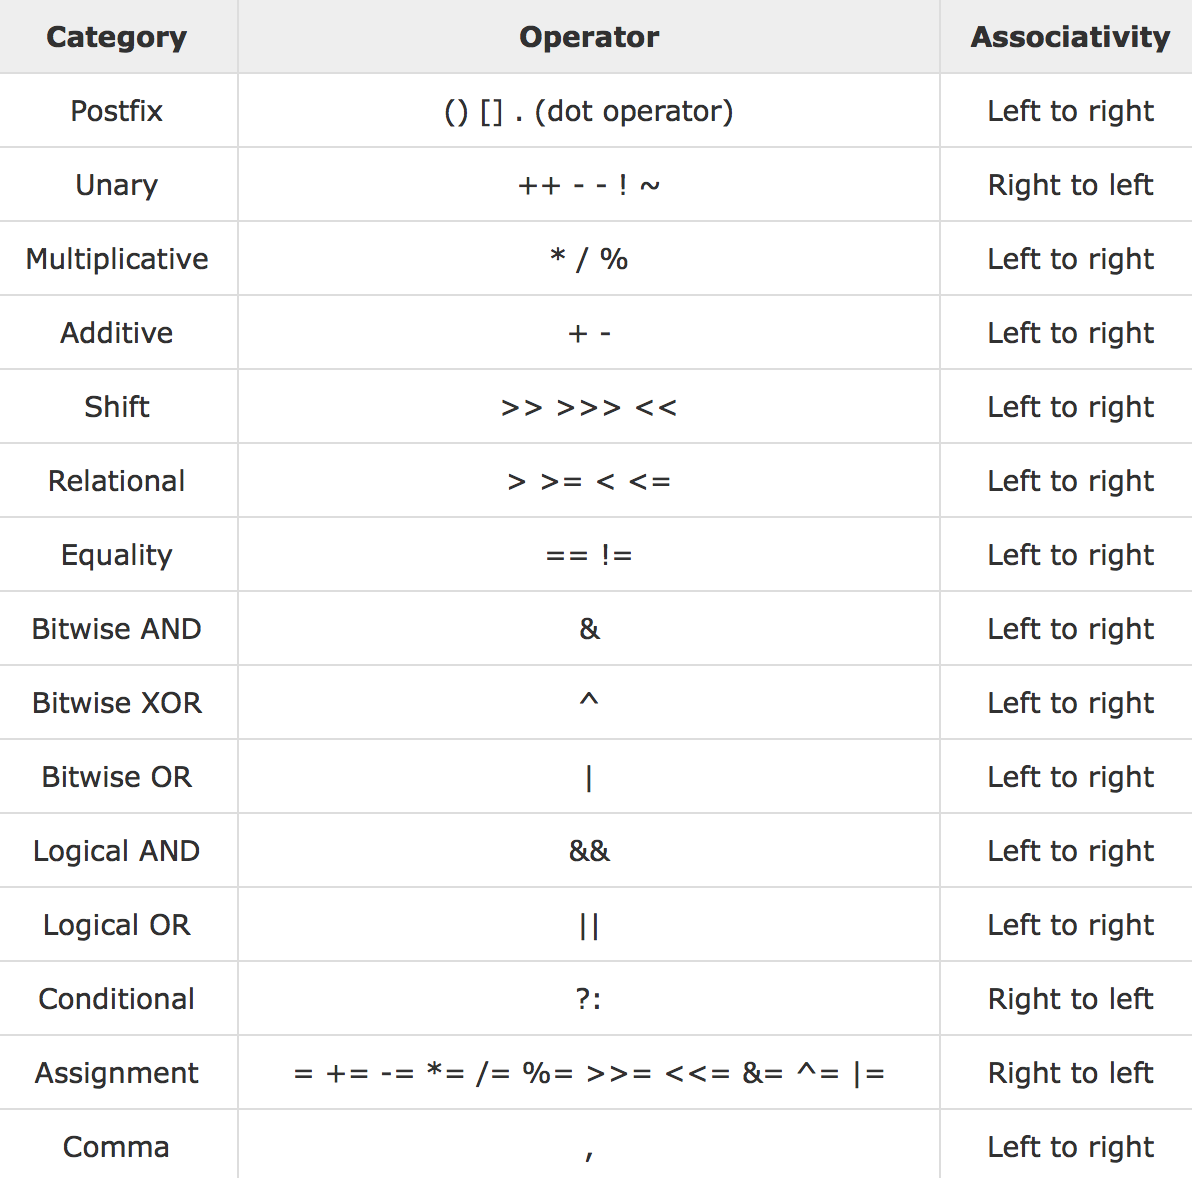 Category Operator Associativity
Postfix () [] . (dot operator) Left to right
Unary ++ - - ! ~ Right to left
Multiplicative * / % Left to right
Additive + - Left to right
Shift >> >>> << Left to right
Relational > >= < <= Left to right
Equality == != Left to right
Bitwise AND & Left to right
Bitwise XOR ^ Left to right
Bitwise OR | Left to right
Logical AND && Left to right
Logical OR || Left to right
Conditional ?: Right to left
Assignment = += -= *= /= %= >>= <<= &= ^= |= Right to left
Comma , Left to right